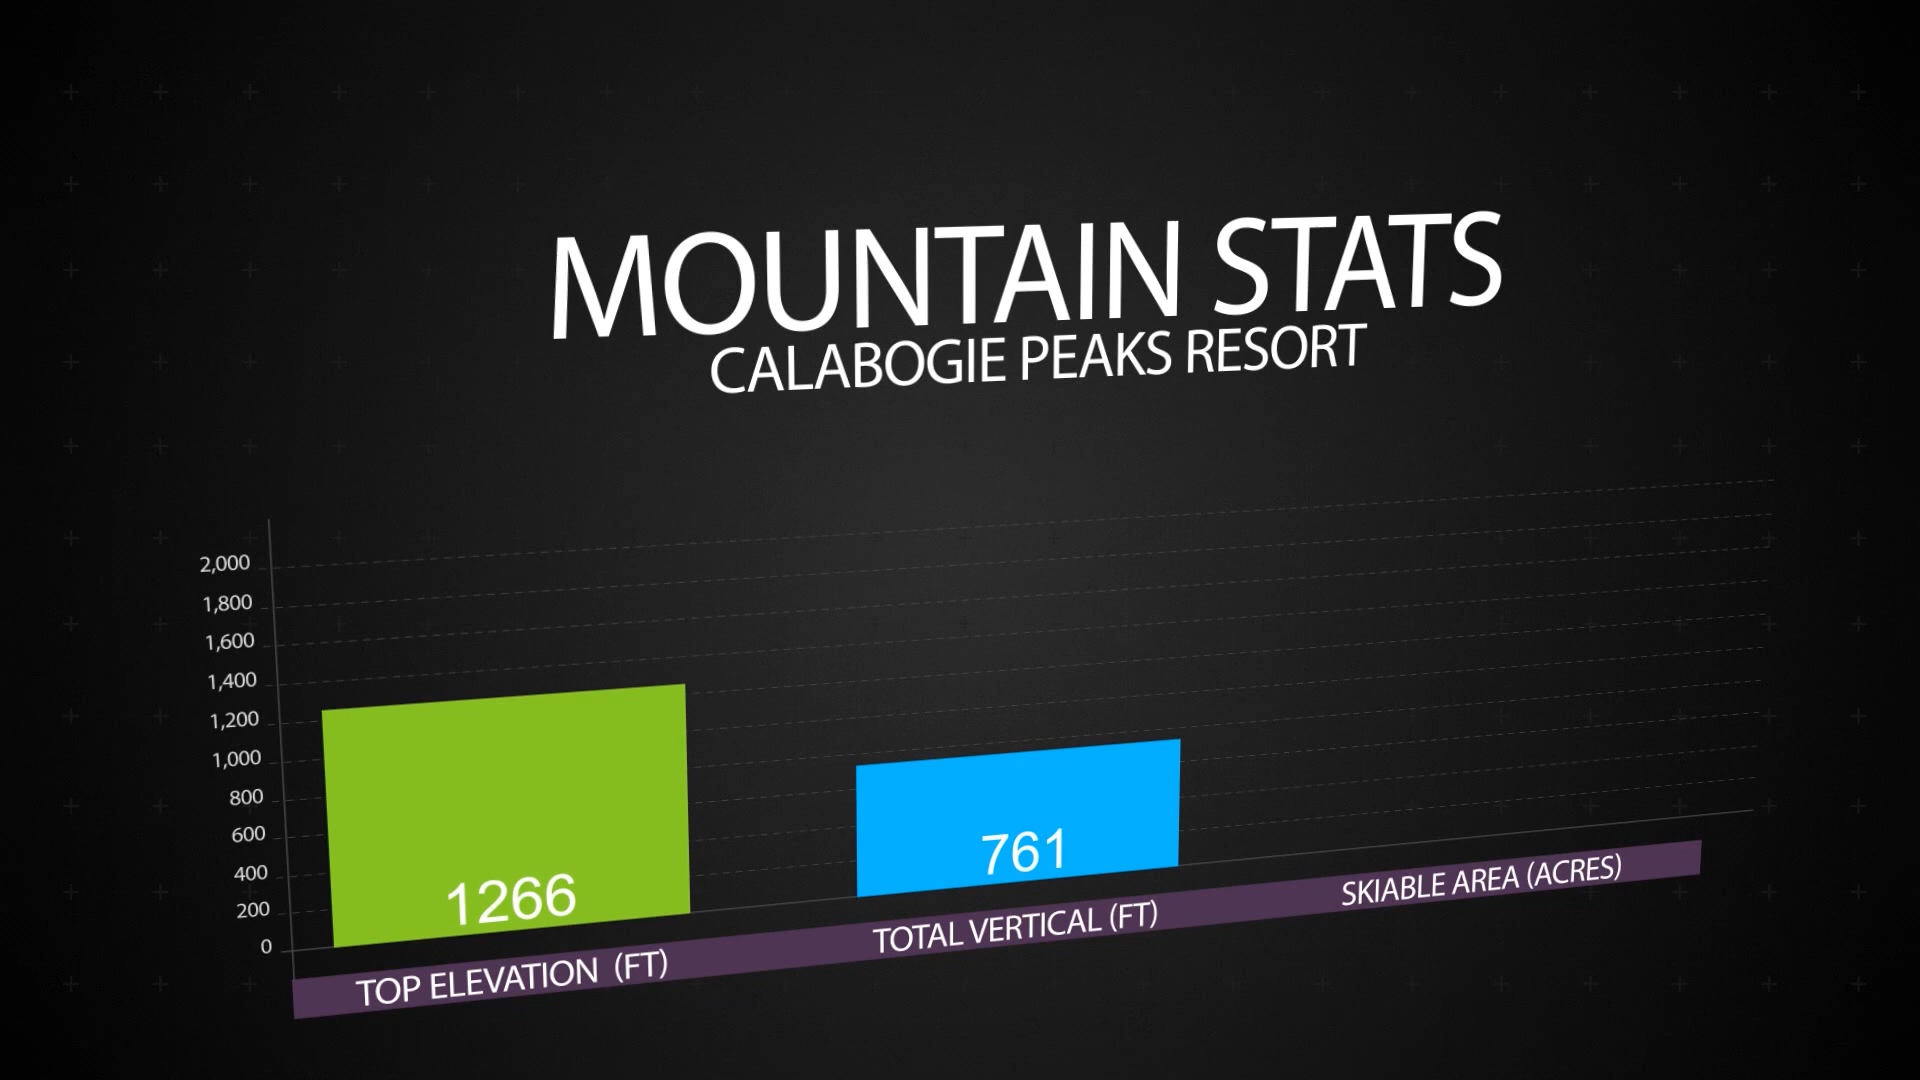 MOUNTAIN STATS
CALABOGIE PEAKS RESORT
2,000
1,800
1,600
1,400
1,200
1,000
800
600
400
200
0
1266
761
TOP ELEVATION (FT)
TOTAL VERTICAL (FT)
SKIABLE AREA (ACRES)